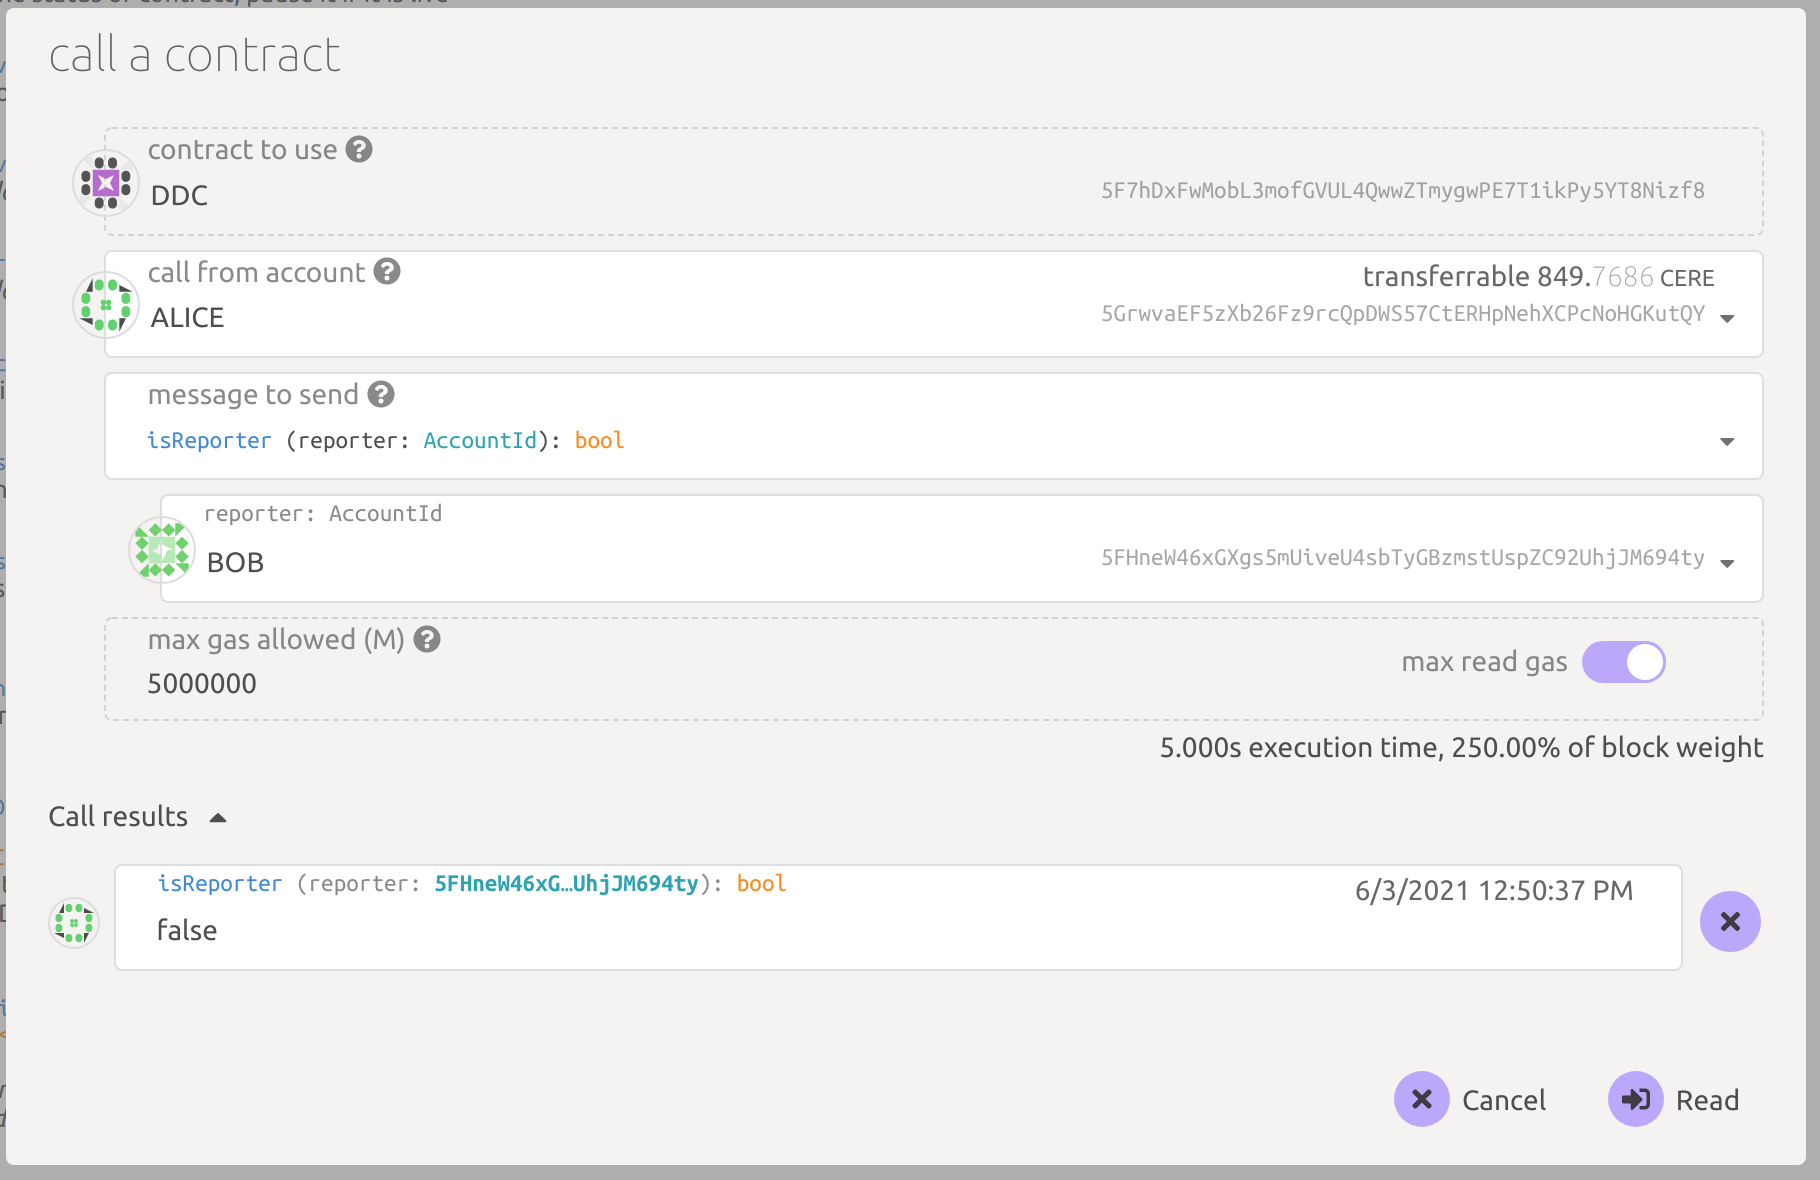 call a contract
contract to use
DDC
5F7hDxFwMobL3mofGVUL4QwwZTmygwPE7T1ikPy5YT8Nizf8
call from account
transferrable 849.7686 CERE
ALICE
5GrwvaEF5zXb26Fz9rcQpDWS57CtERHpNehXCPcNoHGKutQY
message to send
isReporter (reporter: AccountId): bool
reporter: AccountId
BOB
5FHneW46xGXgs5mUiveU4sbTyGBzmstUspZC92UhjJM694ty
max gas allowed (M)
5000000
max read gas
5.000s execution time, 250.00% of block weight
Call results
isReporter (reporter: 5FHneW46xG…UhjJM694ty): bool
6/3/2021 12:50:37 PM
false
Cancel
Read